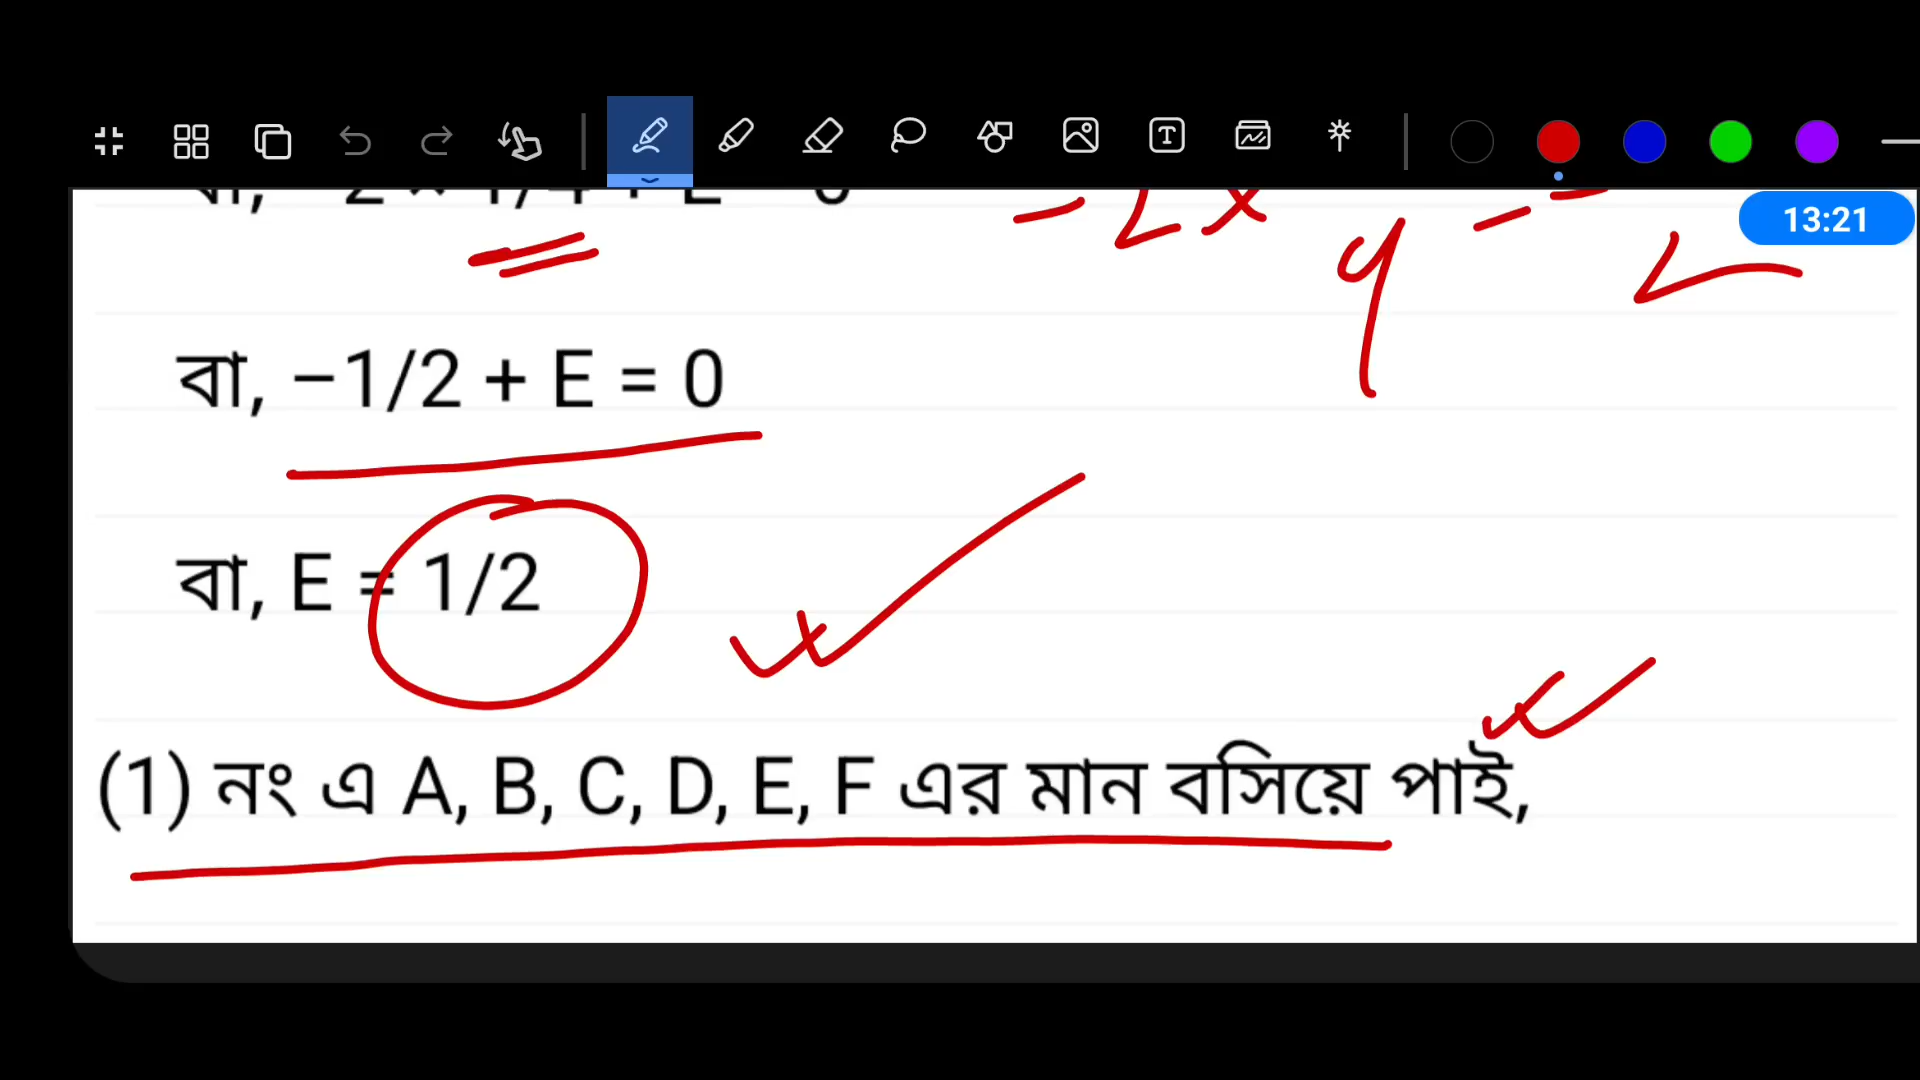 13:21
বা, −1/2 + E = 0
বা, E = 1/2
(1) নং এ A, B, C, D, E, F এর মান বসিয়ে পাই,